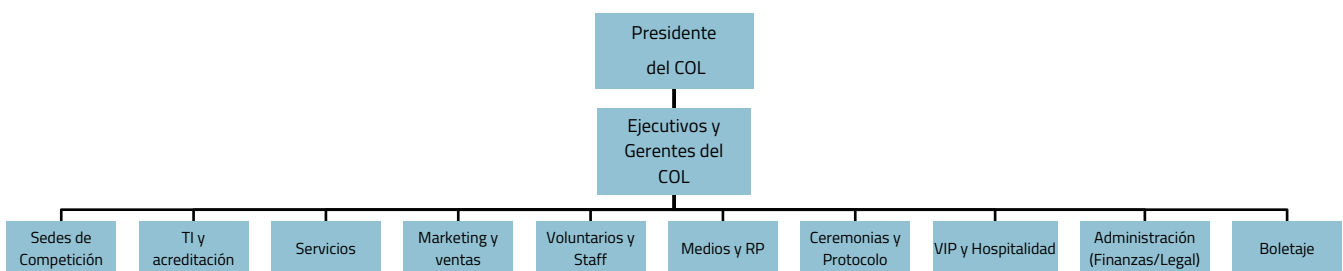 Presidente
del COL
Ejecutivos y
Gerentes del
COL
Sedes de
Competición
TI y
acreditación
Servicios
Marketing y
ventas
Voluntarios y
Staff
Medios y RP
Ceremonias y
Protocolo
VIP y Hospitalidad
Administración
(Finanzas/Legal)
Boletaje